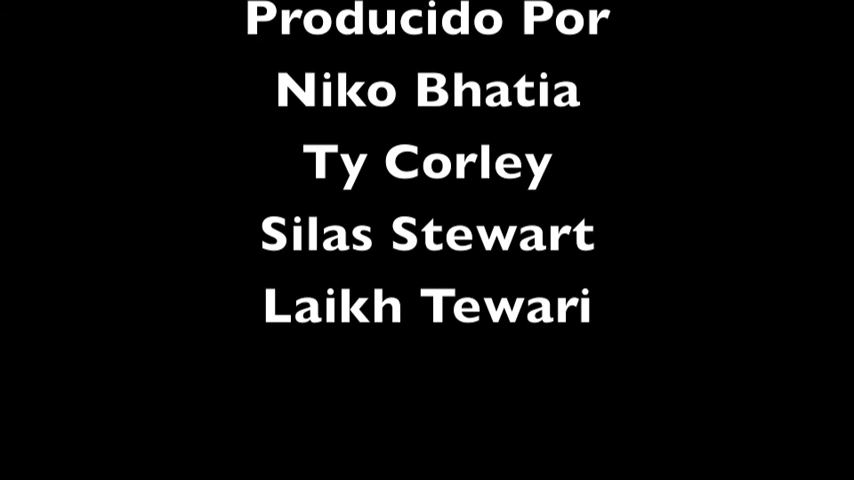 Producido Por
Niko Bhatia
Ty Corley
Silas Stewart
Laikh Tewari